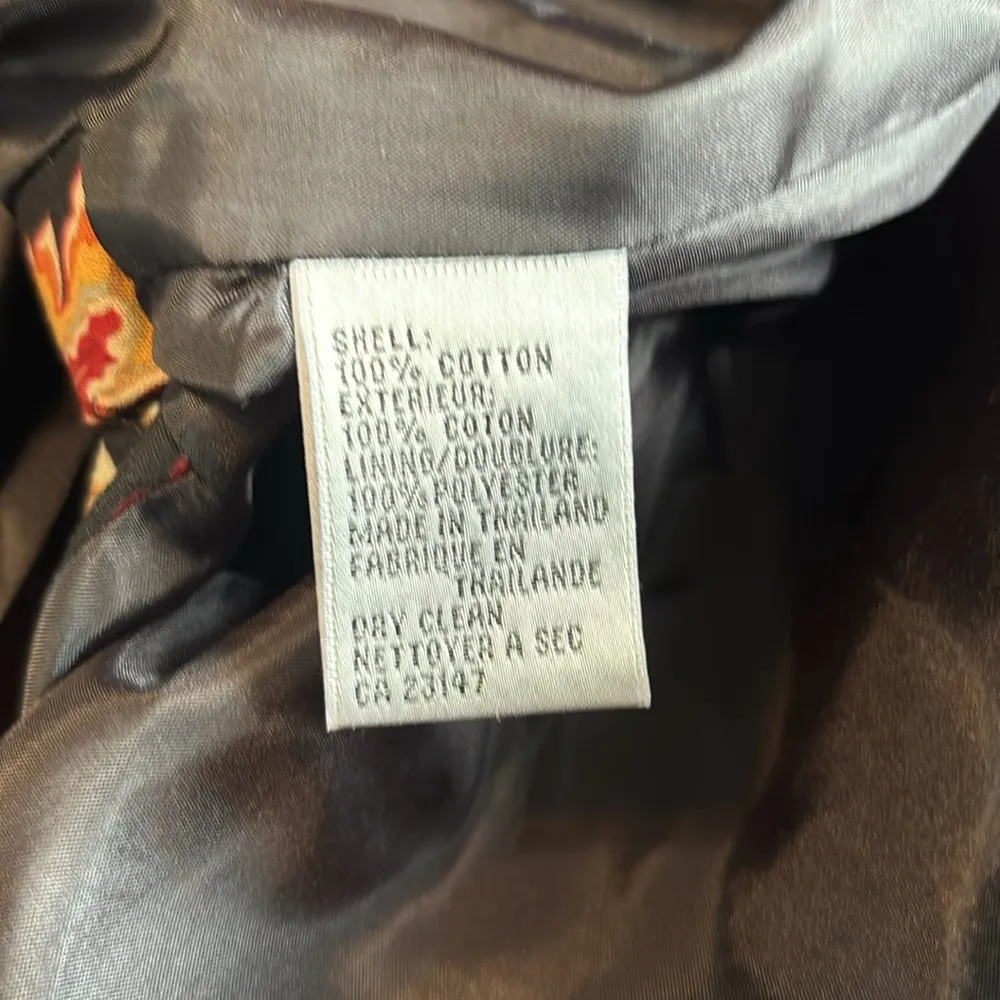 SHELL:
100% COTTON
EXTERIEUR:
100% COTON
LINING/DOUBLURE:
100% POLYESTER
MADE IN THAILAND
FABRIQUE EN
THAILANDE
DRY CLEAN
NETTOYER A SEC
CA 23147